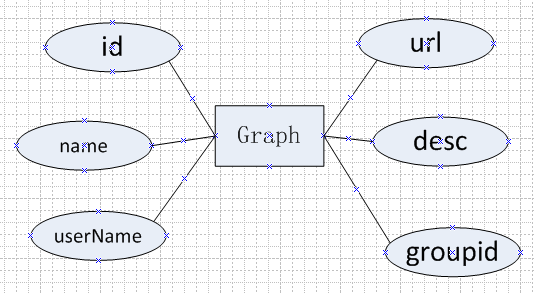 id
url
Graph
name
desc
userName
groupid